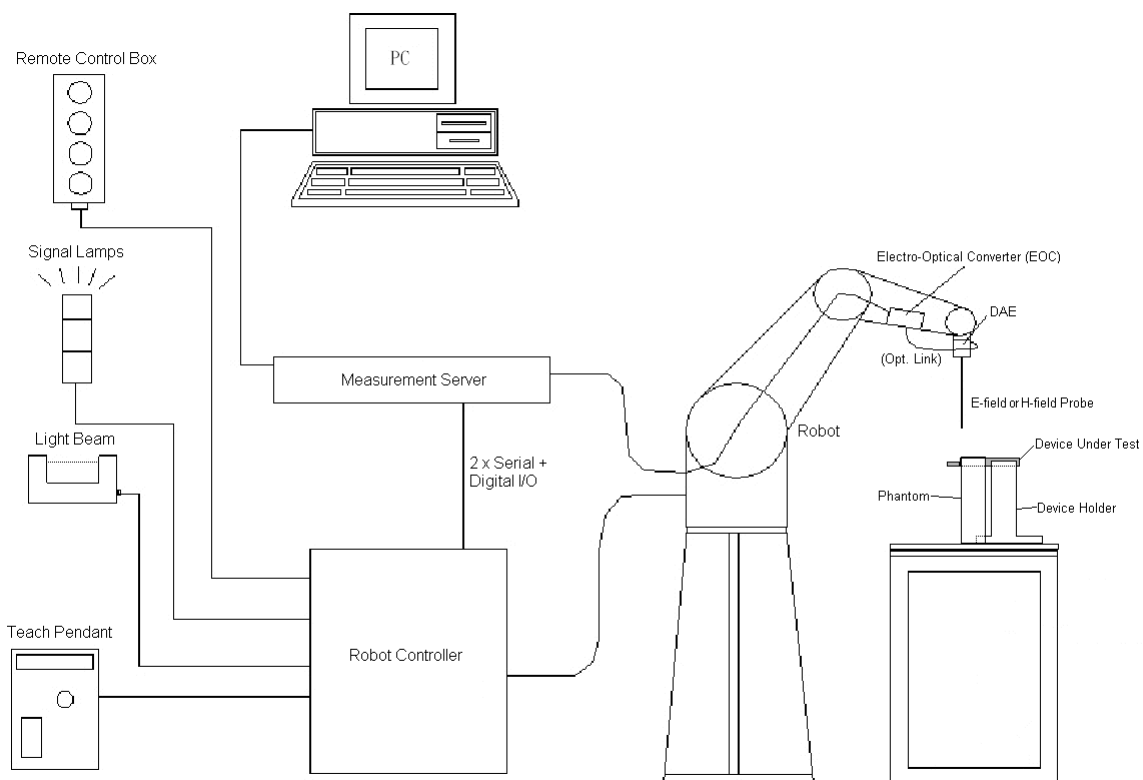 PC
Remote Control Box
Signal Lamps
Electro-Optical Converter (EOC)
DAE
(Opt. Link)
Measurement Server
E-field or H-field Probe
Robot
Light Beam
2 x Serial +
Digital I/O
Device Under Test
Phantom
Device Holder
Teach Pendant
Robot Controller